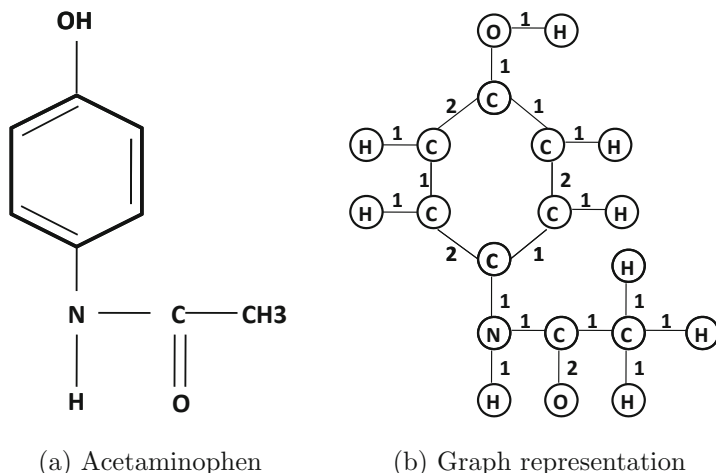 OH
N
C
CH3
H
O
(a) Acetaminophen
O 1 H
1
C
2 1
H 1 C C 1 H
1 2
H 1 C C 1 H
2 1
C
H
1 1
N 1 C 1 C 1 H
1 2 1
H O H
(b) Graph representation